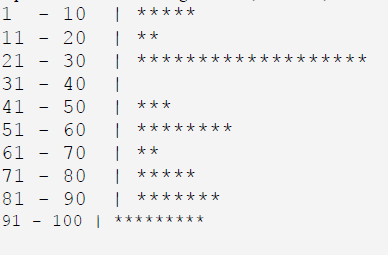 1  - 10  | *****
11 - 20  | **
21 - 30  | *******************
31 - 40  |
41 - 50  | ***
51 - 60  | ********
61 - 70  | **
71 - 80  | *****
81 - 90  | *******
91 - 100 | *********